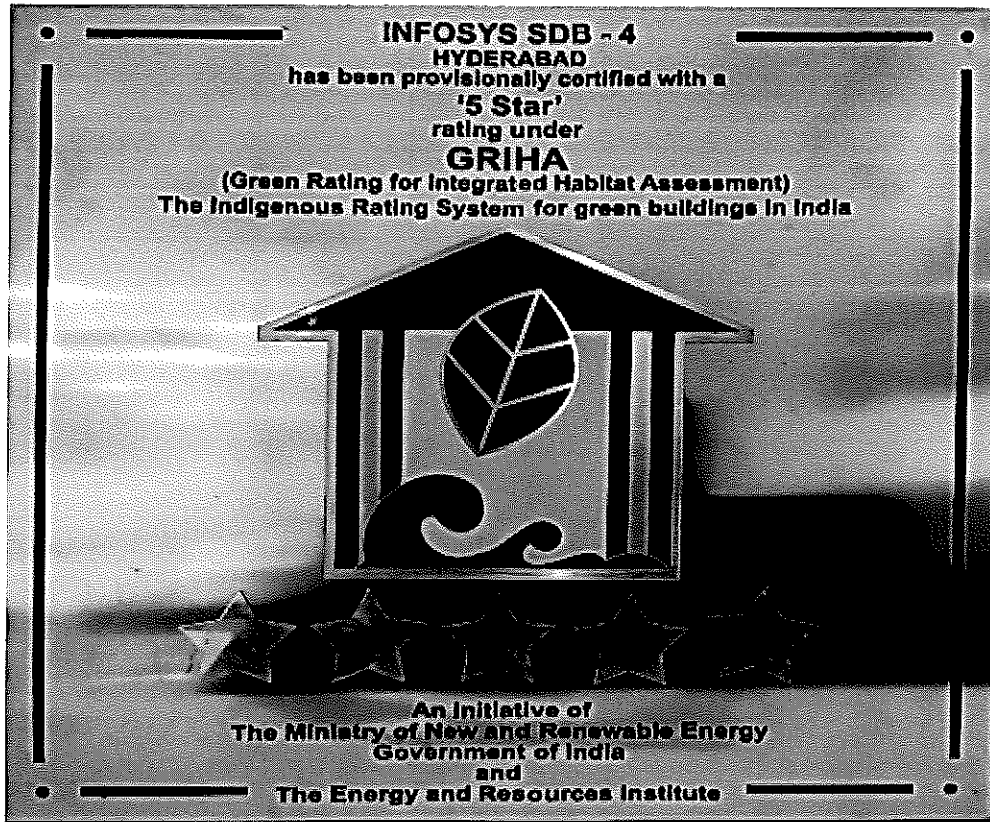 INFOSYS SDB - 4
HYDERABAD
has been provisionally certified with a
'5 Star'
rating under
GRIHA
(Green Rating for Integrated Habitat Assessment)
The Indigenous Rating System for green buildings in India
An initiative of
The Ministry of New and Renewable Energy
Government of India
and
The Energy and Resources Institute